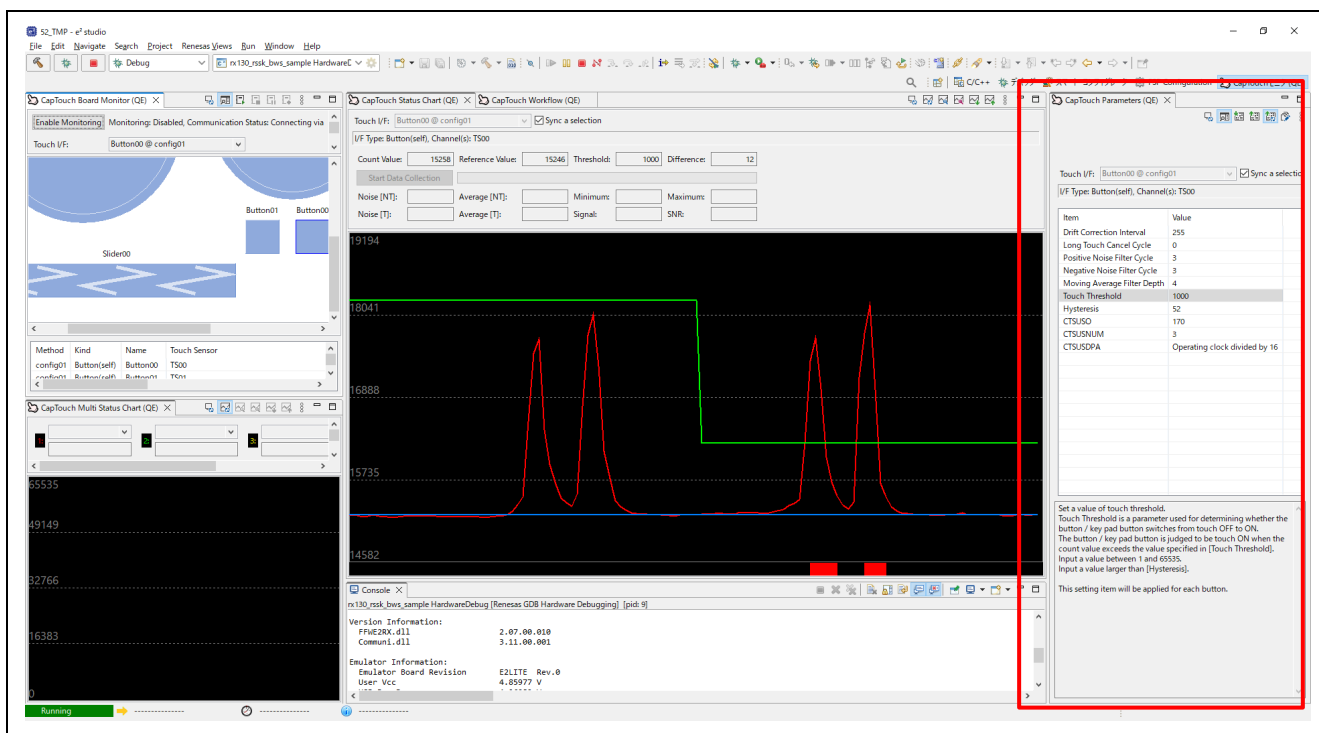 S2_TMP - e² studio
File Edit Navigate Search Project Renesas Views Run Window Help
Debug
rx130_rssk_bws_sample HardwareD
C/C++
CapTouch Board Monitor (QE)
Enable Monitoring Monitoring: Disabled, Communication Status: Connecting via
Touch I/F: Button00 @ config01
Button01 Button00
Slider00
Method Kind Name Touch Sensor
config01 Button(self) Button00 TS00
config01 Button(self) Button01 TS01
CapTouch Multi Status Chart (QE)
1: 2: 3:
65535
49149
32766
16383
0
CapTouch Status Chart (QE) CapTouch Workflow (QE)
Touch I/F: Button00 @ config01 Sync a selection
I/F Type: Button(self), Channel(s): TS00
Count Value: 15258 Reference Value: 15246 Threshold: 1000 Difference: 12
Start Data Collection
Noise [NT]: Average [NT]: Minimum: Maximum:
Noise [T]: Average [T]: Signal: SNR:
19194
18041
16888
15735
14582
Console
rx130_rssk_bws_sample HardwareDebug [Renesas GDB Hardware Debugging] [pid: 9]
Version Information:
FFWE2RX.dll 2.07.00.010
Communi.dll 3.11.00.001
Emulator Information:
Emulator Board Revision E2LITE Rev.0
User Vcc 4.85977 V
CapTouch Parameters (QE)
Touch I/F: Button00 @ config01 Sync a selectio
I/F Type: Button(self), Channel(s): TS00
Item Value
Drift Correction Interval 255
Long Touch Cancel Cycle 0
Positive Noise Filter Cycle 3
Negative Noise Filter Cycle 3
Moving Average Filter Depth 4
Touch Threshold 1000
Hysteresis 52
CTSUSO 170
CTSUSNUM 3
CTSUSDPA Operating clock divided by 16
Set a value of touch threshold.
Touch Threshold is a parameter used for determining whether the
button / key pad button switches from touch OFF to ON.
The button / key pad button is judged to be touch ON when the
count value exceeds the value specified in [Touch Threshold].
Input a value between 1 and 65535.
Input a value larger than [Hysteresis].
This setting item will be applied for each button.
Running ---------------
---------------
---------------